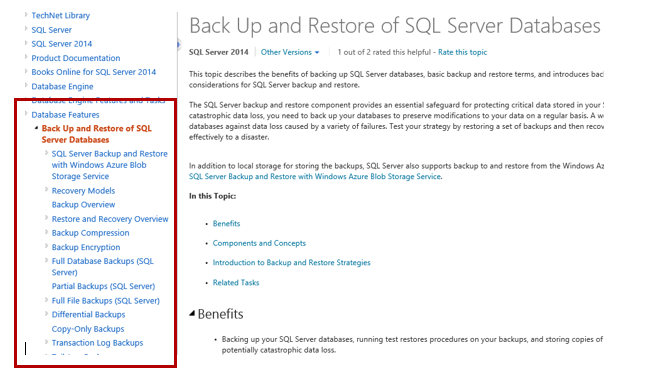 TechNet Library
SQL Server
SQL Server 2014
Product Documentation
Books Online for SQL Server 2014
Database Engine
Database Engine Features and Tasks
Database Features
Back Up and Restore of SQL
Server Databases
SQL Server Backup and Restore
with Windows Azure Blob
Storage Service
Recovery Models
Backup Overview
Restore and Recovery Overview
Backup Compression
Backup Encryption
Full Database Backups (SQL
Server)
Partial Backups (SQL Server)
Full File Backups (SQL Server)
Differential Backups
Copy-Only Backups
Transaction Log Backups
Back Up and Restore of SQL Server Databases
SQL Server 2014 Other Versions 1 out of 2 rated this helpful - Rate this topic
This topic describes the benefits of backing up SQL Server databases, basic backup and restore terms, and introduces
considerations for SQL Server backup and restore.
The SQL Server backup and restore component provides an essential safeguard for protecting critical data stored in your
catastrophic data loss, you need to back up your databases to preserve modifications to your data on a regular basis. A
databases against data loss caused by a variety of failures. Test your strategy by restoring a set of backups and then
effectively to a disaster.
In addition to local storage for storing the backups, SQL Server also supports backup to and restore from the Windows
SQL Server Backup and Restore with Windows Azure Blob Storage Service.
In this Topic:
• Benefits
• Components and Concepts
• Introduction to Backup and Restore Strategies
• Related Tasks
Benefits
• Backing up your SQL Server databases, running test restores procedures on your backups, and storing copies of
potentially catastrophic data loss.